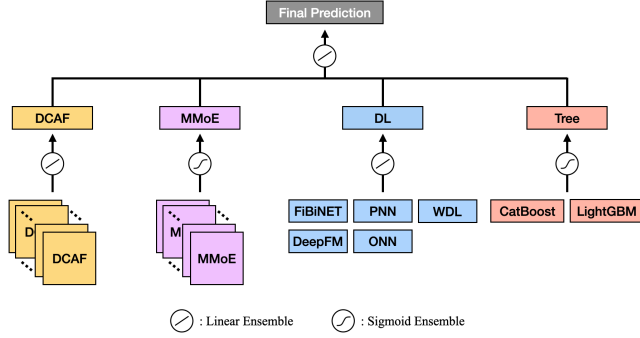 Final Prediction
DCAF
MMoE
DL
Tree
DCAF
MMoE
FiBiNET
PNN
WDL
DeepFM
ONN
CatBoost
LightGBM
: Linear Ensemble
: Sigmoid Ensemble